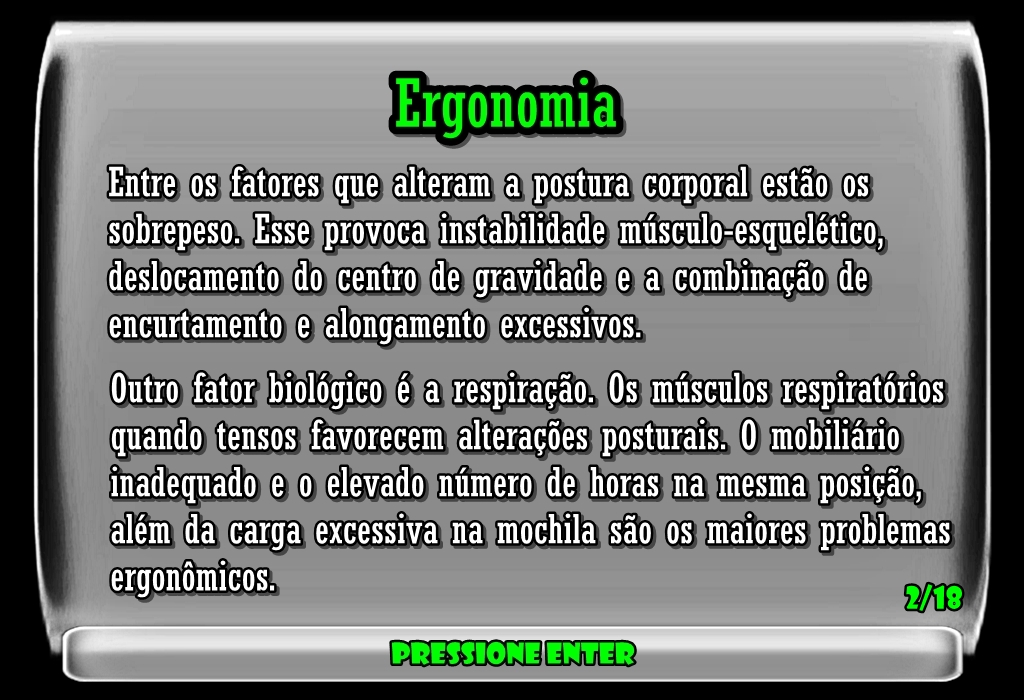 Ergonomia
Entre os fatores que alteram a postura corporal estão os
sobrepeso. Esse provoca instabilidade músculo-esquelético,
deslocamento do centro de gravidade e a combinação de
encurtamento e alongamento excessivos.
Outro fator biológico é a respiração. Os músculos respiratórios
quando tensos favorecem alterações posturais. O mobiliário
inadequado e o elevado número de horas na mesma posição,
além da carga excessiva na mochila são os maiores problemas
ergonômicos.
2/18
PRESSIONE ENTER